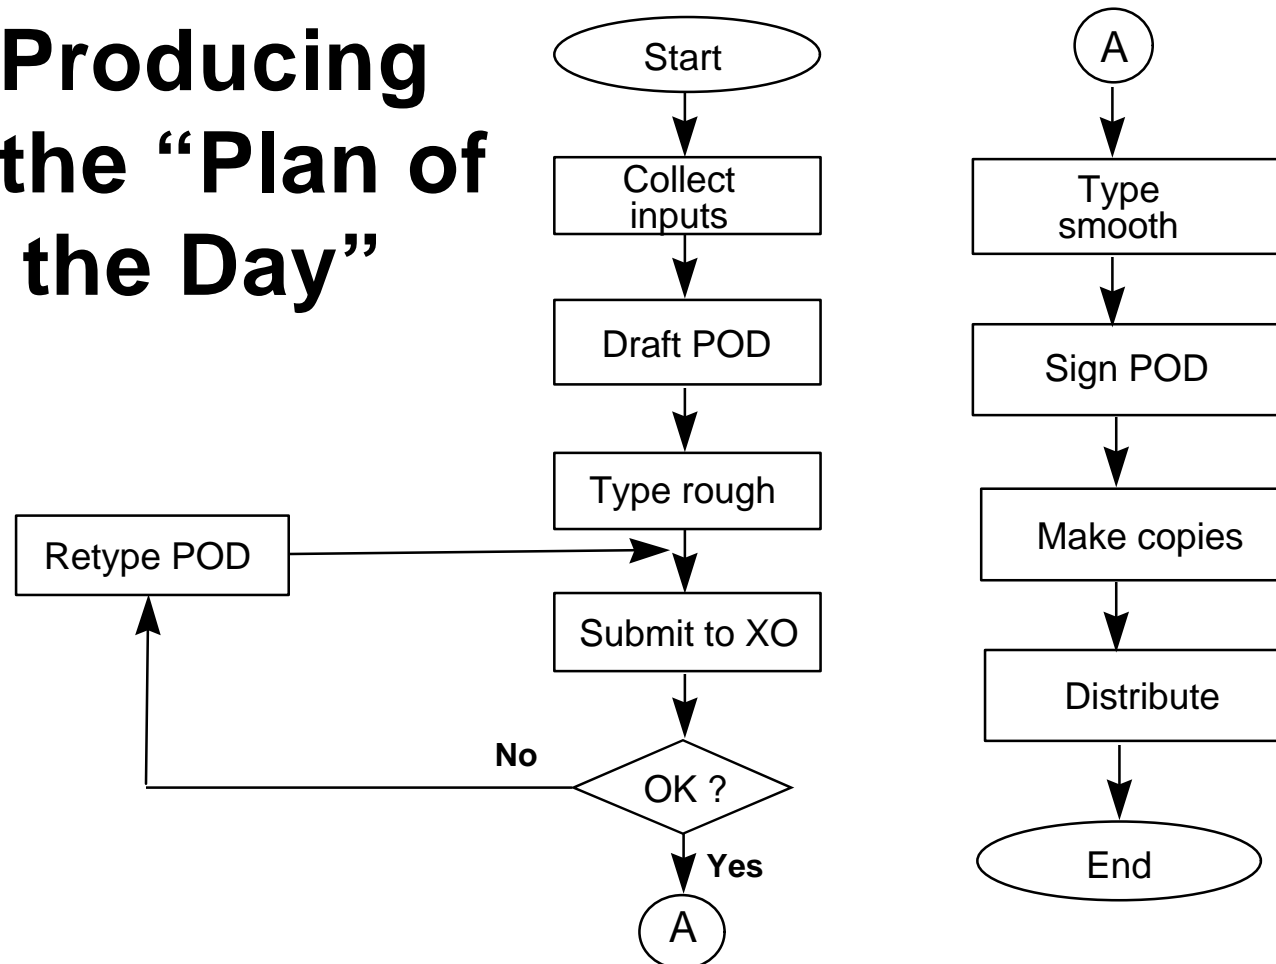 Producing
the “Plan of
the Day”
Start
Collect
inputs
Draft POD
Type rough
Retype POD
Submit to XO
No
OK ?
Yes
A
A
Type
smooth
Sign POD
Make copies
Distribute
End